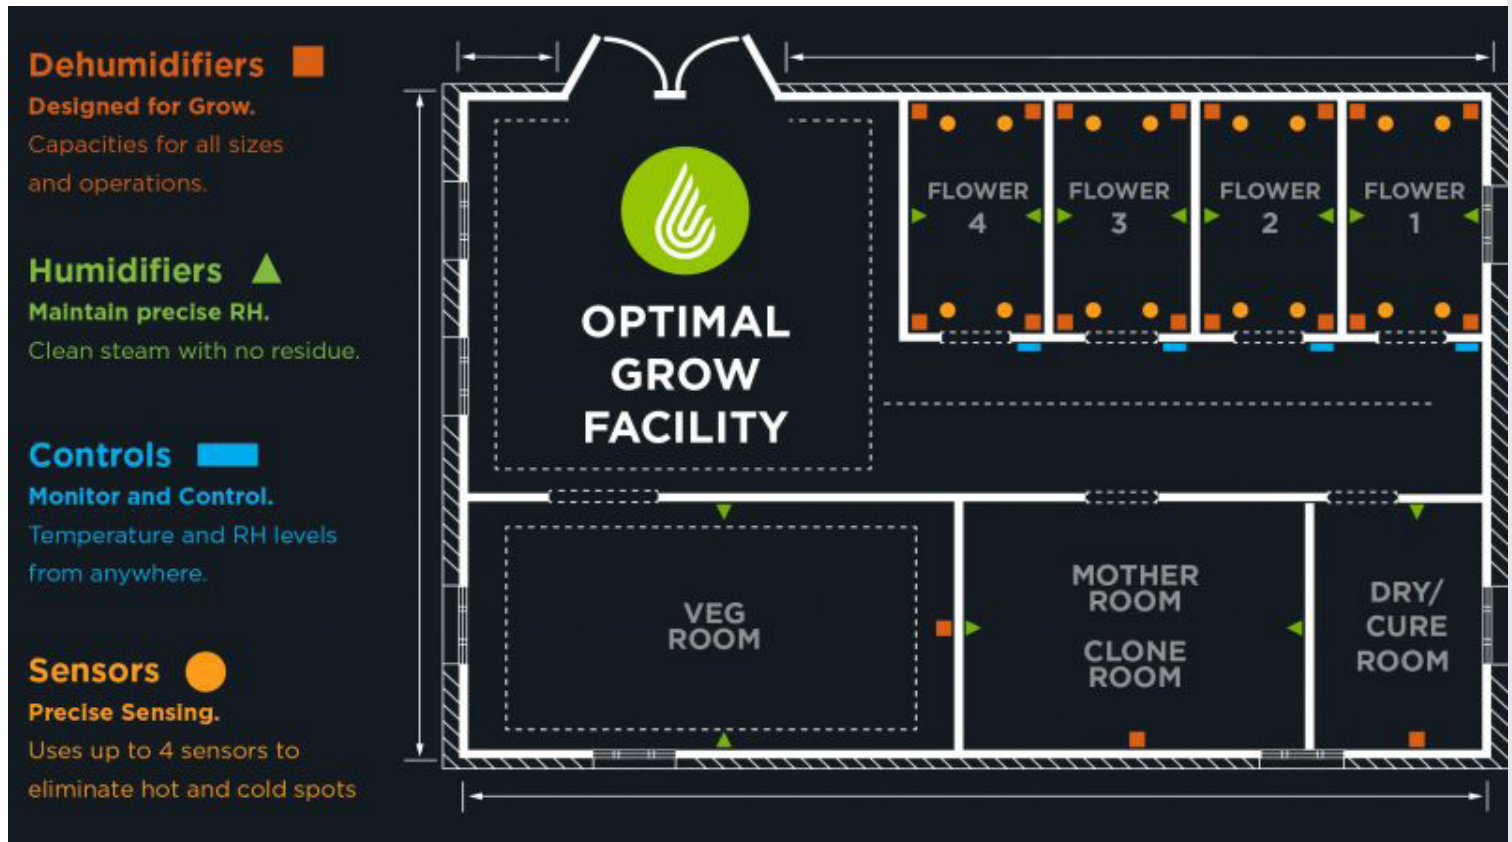 Dehumidifiers
Designed for Grow.
Capacities for all sizes
and operations.
Humidifiers
Maintain precise RH.
Clean steam with no residue.
Controls
Monitor and Control.
Temperature and RH levels
from anywhere.
Sensors
Precise Sensing.
Uses up to 4 sensors to
eliminate hot and cold spots
OPTIMAL
GROW
FACILITY
FLOWER
4
FLOWER
3
FLOWER
2
FLOWER
1
VEG
ROOM
MOTHER
ROOM
CLONE
ROOM
DRY/
CURE
ROOM